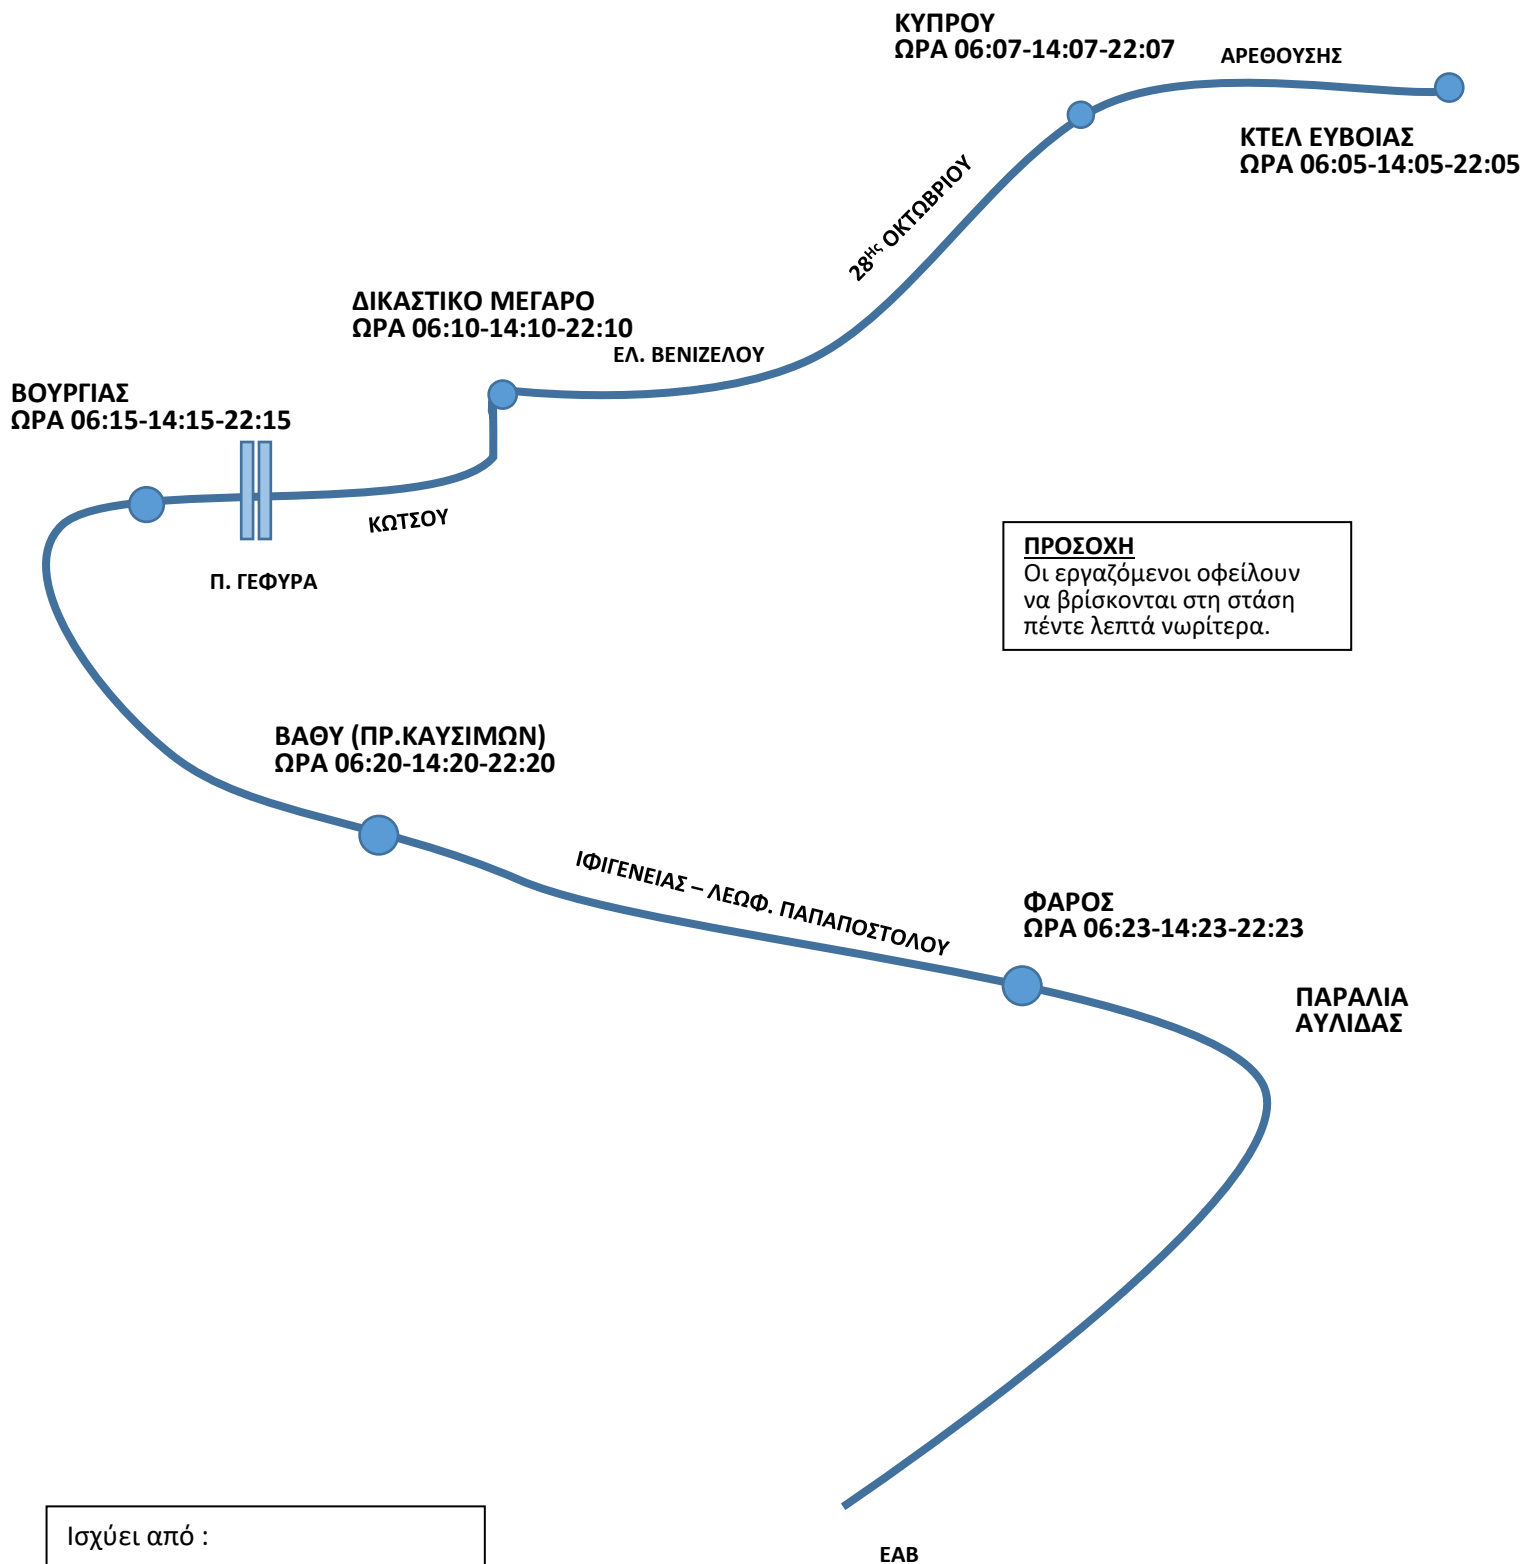 ΚΥΠΡΟΥ
ΩΡΑ 06:07-14:07-22:07
ΑΡΕΘΟΥΣΗΣ
ΚΤΕΛ ΕΥΒΟΙΑΣ
ΩΡΑ 06:05-14:05-22:05
28Ης ΟΚΤΩΒΡΙΟΥ
ΔΙΚΑΣΤΙΚΟ ΜΕΓΑΡΟ
ΩΡΑ 06:10-14:10-22:10
ΕΛ. ΒΕΝΙΖΕΛΟΥ
ΒΟΥΡΓΙΑΣ
ΩΡΑ 06:15-14:15-22:15
ΚΩΤΣΟΥ
Π. ΓΕΦΥΡΑ
ΠΡΟΣΟΧΗ
Οι εργαζόμενοι οφείλουν
να βρίσκονται στη στάση
πέντε λεπτά νωρίτερα.
ΒΑΘΥ (ΠΡ.ΚΑΥΣΙΜΩΝ)
ΩΡΑ 06:20-14:20-22:20
ΙΦΙΓΕΝΕΙΑΣ – ΛΕΩΦ. ΠΑΠΑΠΟΣΤΟΛΟΥ
ΦΑΡΟΣ
ΩΡΑ 06:23-14:23-22:23
ΠΑΡΑΛΙΑ
ΑΥΛΙΔΑΣ
Ισχύει από :
ΕΑΒ